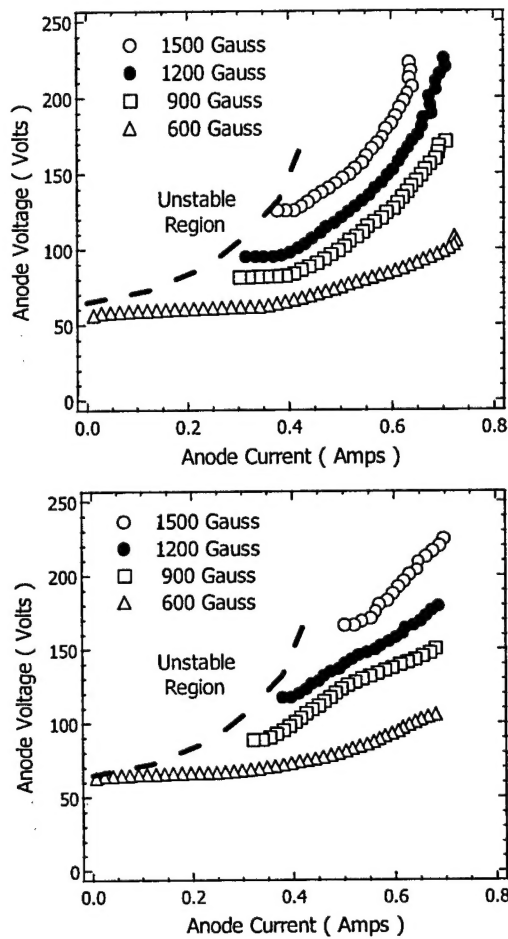 250
200
150
100
50
0
Anode Voltage ( Volts )
1500 Gauss
1200 Gauss
900 Gauss
600 Gauss
Unstable
Region
0.0 0.2 0.4 0.6 0.8
Anode Current ( Amps )
250
200
150
100
50
0
Anode Voltage ( Volts )
1500 Gauss
1200 Gauss
900 Gauss
600 Gauss
Unstable
Region
0.0 0.2 0.4 0.6 0.8
Anode Current ( Amps )